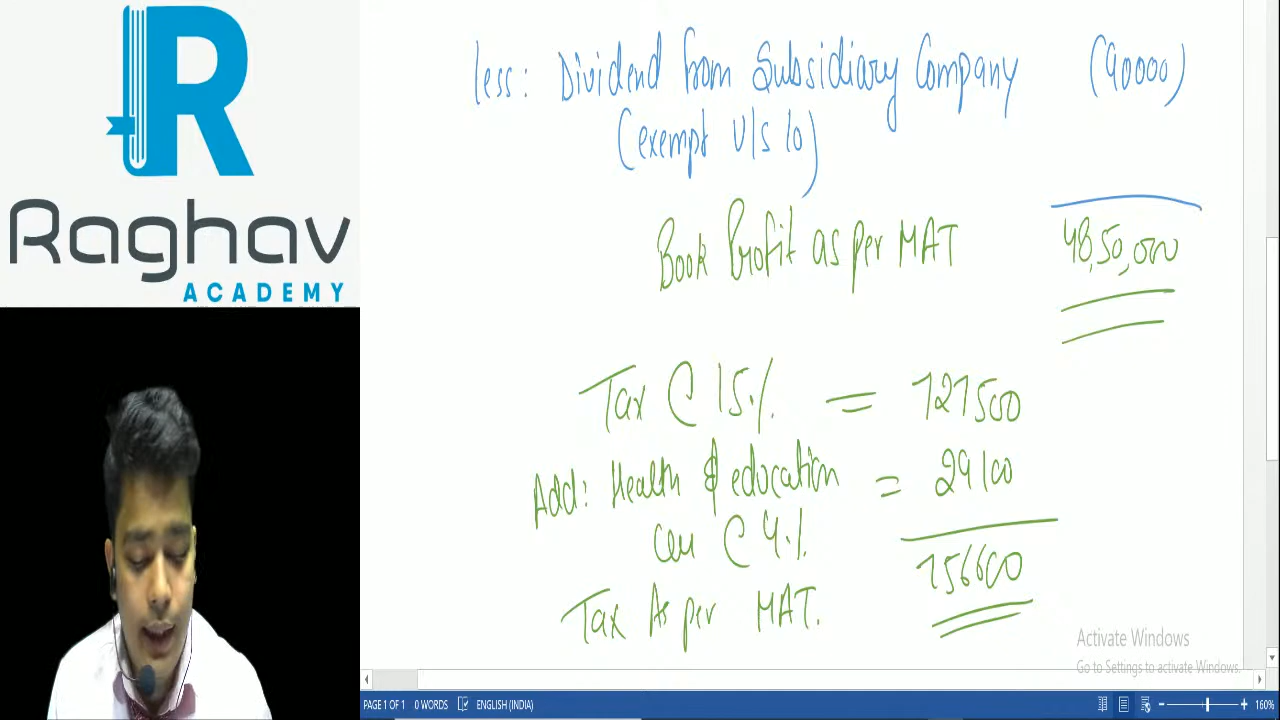 R
Raghav
ACADEMY
less: Dividend from Subsidiary Company (90000)
(exempt u/s 10)
Book Profit as per MAT 48,50,000
Tax @ 15% = 727500
Add: Health & education = 29100
cess @ 4%
756600
Tax As per MAT.
Activate Windows
Go to Settings to activate Windows.
PAGE 1 OF 1 0 WORDS ENGLISH (INDIA) 160%